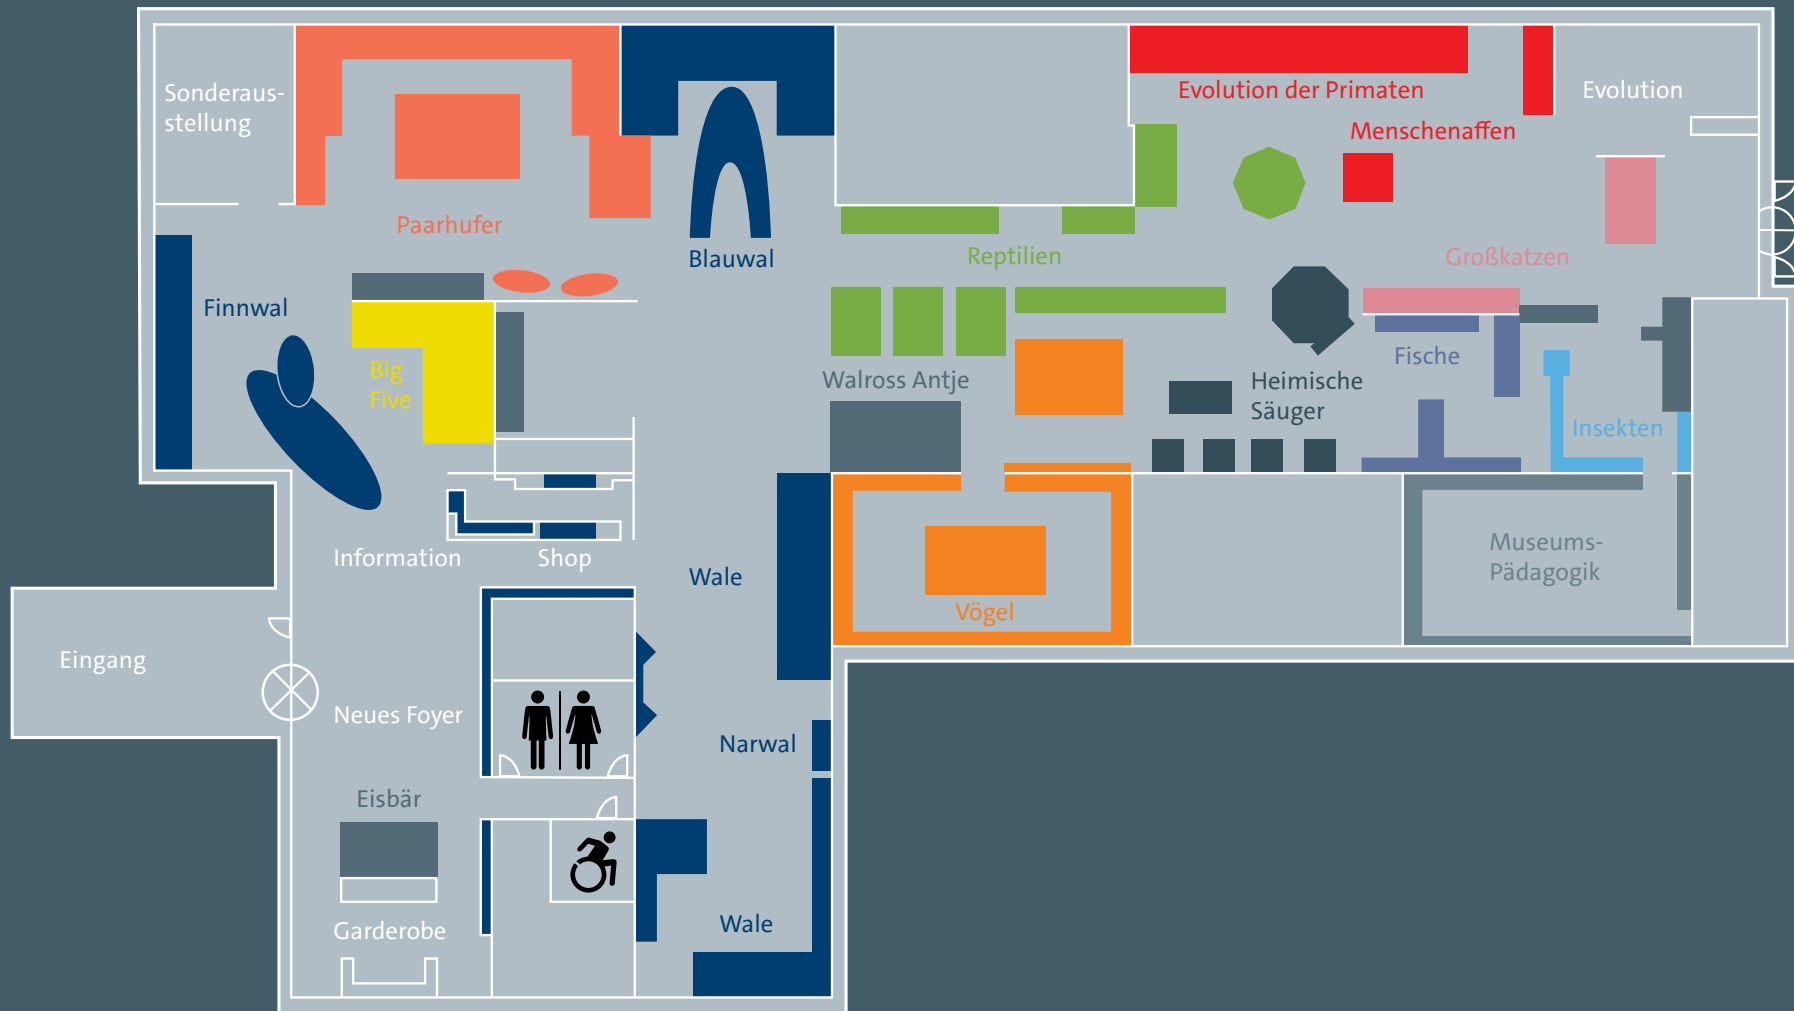 Sonderaus-
stellung
Paarhufer
Blauwal
Evolution der Primaten
Menschenaffen
Evolution
Reptilien
Großkatzen
Finnwal
Big
Five
Walross Antje
Heimische
Säuger
Fische
Insekten
Information
Shop
Wale
Vögel
Museums-
Pädagogik
Eingang
Neues Foyer
Narwal
Eisbär
Garderobe
Wale